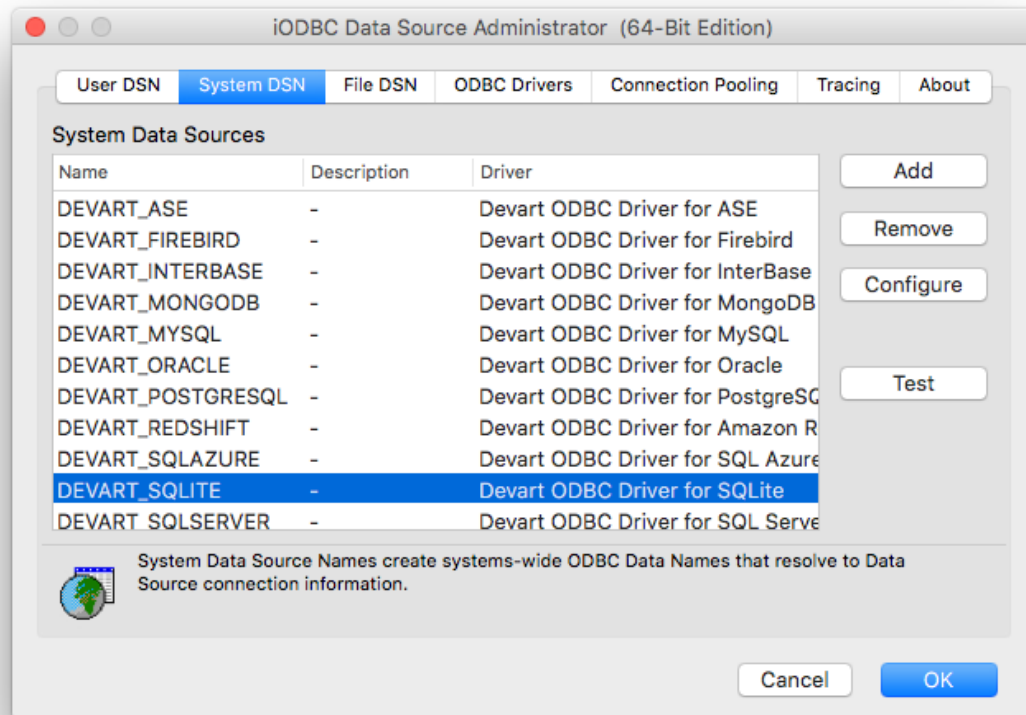 iODBC Data Source Administrator (64-Bit Edition)
User DSN System DSN File DSN ODBC Drivers Connection Pooling Tracing About
System Data Sources
Name Description Driver
Add
DEVART_ASE - Devart ODBC Driver for ASE
Remove
DEVART_FIREBIRD - Devart ODBC Driver for Firebird
DEVART_INTERBASE - Devart ODBC Driver for InterBase
Configure
DEVART_MONGODB - Devart ODBC Driver for MongoDB
DEVART_MYSQL - Devart ODBC Driver for MySQL
DEVART_ORACLE - Devart ODBC Driver for Oracle
Test
DEVART_POSTGRESQL - Devart ODBC Driver for PostgreSQ
DEVART_REDSHIFT - Devart ODBC Driver for Amazon R
DEVART_SQLAZURE - Devart ODBC Driver for SQL Azure
DEVART_SQLITE - Devart ODBC Driver for SQLite
DEVART_SQLSERVER - Devart ODBC Driver for SQL Serve
System Data Source Names create systems-wide ODBC Data Names that resolve to Data
Source connection information.
Cancel OK